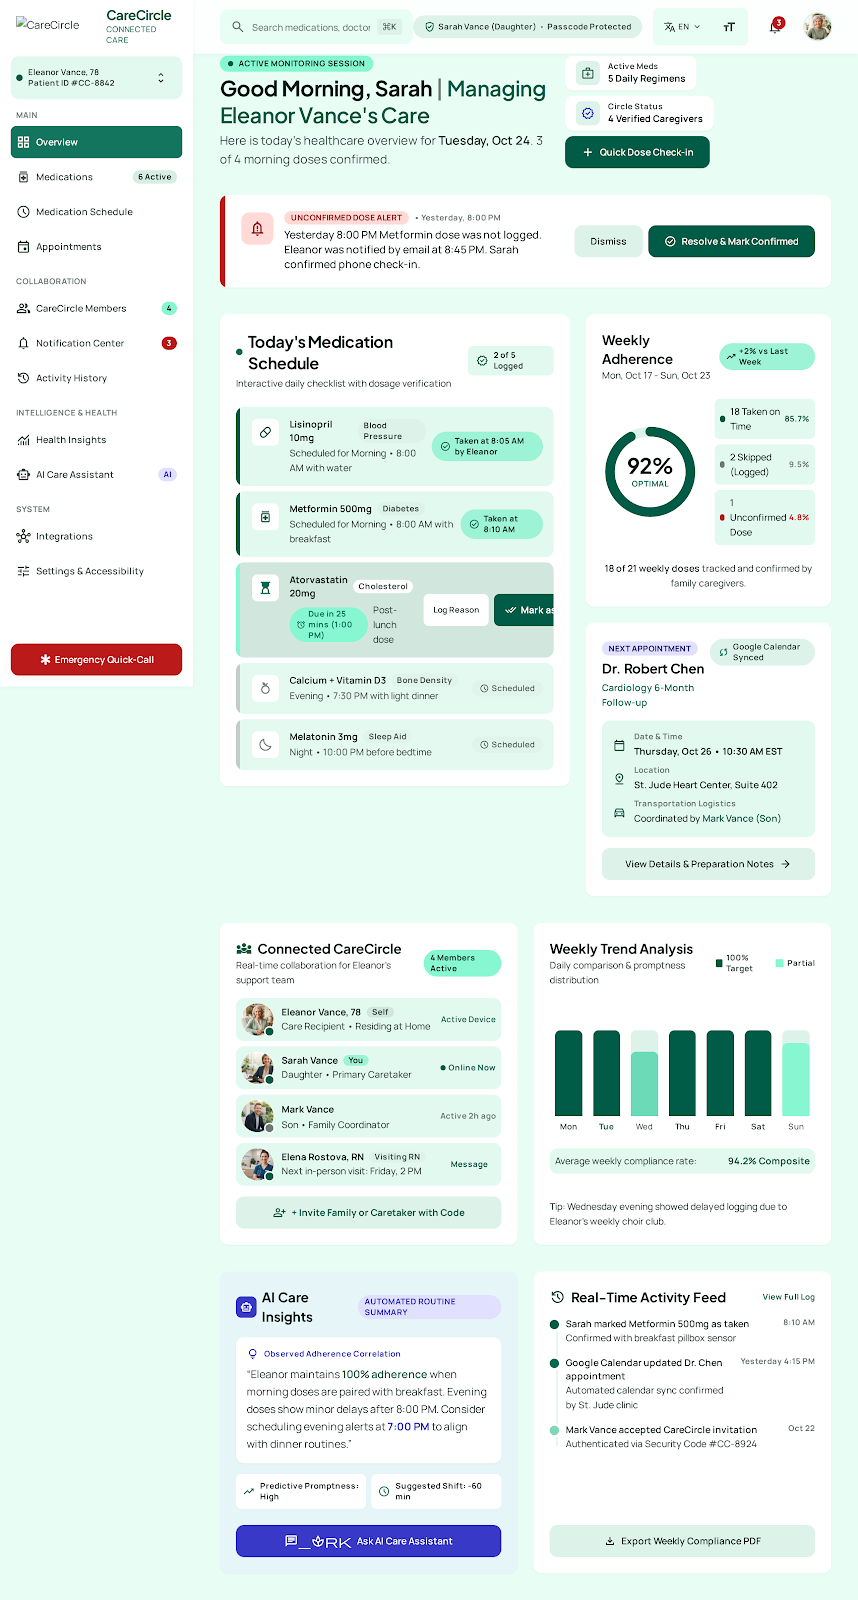 CareCircle
CareCircle
CONNECTED
CARE
Eleanor Vance, 78
Patient ID #CC-8842
MAIN
Overview
Medications
6 Active
Medication Schedule
Appointments
COLLABORATION
CareCircle Members
4
Notification Center
3
Activity History
INTELLIGENCE & HEALTH
Health Insights
AI Care Assistant
AI
SYSTEM
Integrations
Settings & Accessibility
Emergency Quick-Call
Search medications, doctor
⌘K
Sarah Vance (Daughter) • Passcode Protected
EN
TT
3
ACTIVE MONITORING SESSION
Good Morning, Sarah | Managing
Eleanor Vance's Care
Here is today's healthcare overview for Tuesday, Oct 24. 3
of 4 morning doses confirmed.
Active Meds
5 Daily Regimens
Circle Status
4 Verified Caregivers
+ Quick Dose Check-in
UNCONFIRMED DOSE ALERT
• Yesterday, 8:00 PM
Yesterday 8:00 PM Metformin dose was not logged.
Eleanor was notified by email at 8:45 PM. Sarah
confirmed phone check-in.
Dismiss
Resolve & Mark Confirmed
Today's Medication
Schedule
Interactive daily checklist with dosage verification
2 of 5
Logged
Lisinopril
10mg
Blood
Pressure
Scheduled for Morning • 8:00
AM with water
Taken at 8:05 AM
by Eleanor
Metformin 500mg
Diabetes
Scheduled for Morning • 8:00 AM with
breakfast
Taken at
8:10 AM
Atorvastatin
20mg
Cholesterol
Due in 25
mins (1:00
PM)
Post-
lunch
dose
Log Reason
Mark as
Calcium + Vitamin D3
Bone Density
Evening • 7:30 PM with light dinner
Scheduled
Melatonin 3mg
Sleep Aid
Night • 10:00 PM before bedtime
Scheduled
Weekly
Adherence
Mon, Oct 17 - Sun, Oct 23
+2% vs Last
Week
92%
OPTIMAL
18 Taken on
Time
85.7%
2 Skipped
(Logged)
9.5%
1
Unconfirmed
Dose
4.8%
18 of 21 weekly doses tracked and confirmed by
family caregivers.
NEXT APPOINTMENT
Dr. Robert Chen
Cardiology 6-Month
Follow-up
Google Calendar
Synced
Date & Time
Thursday, Oct 26 • 10:30 AM EST
Location
St. Jude Heart Center, Suite 402
Transportation Logistics
Coordinated by Mark Vance (Son)
View Details & Preparation Notes
Connected CareCircle
Real-time collaboration for Eleanor's
support team
4 Members
Active
Eleanor Vance, 78
Self
Care Recipient • Residing at Home
Active Device
Sarah Vance
You
Daughter • Primary Caretaker
Online Now
Mark Vance
Son • Family Coordinator
Active 2h ago
Elena Rostova, RN
Visiting RN
Next in-person visit: Friday, 2 PM
Message
+ Invite Family or Caretaker with Code
Weekly Trend Analysis
Daily comparison & promptness
distribution
100%
Target
Partial
Mon
Tue
Wed
Thu
Fri
Sat
Sun
Average weekly compliance rate:
94.2% Composite
Tip: Wednesday evening showed delayed logging due to
Eleanor's weekly choir club.
AI Care
Insights
AUTOMATED ROUTINE
SUMMARY
Observed Adherence Correlation
"Eleanor maintains 100% adherence when
morning doses are paired with breakfast. Evening
doses show minor delays after 8:00 PM. Consider
scheduling evening alerts at 7:00 PM to align
with dinner routines."
Predictive Promptness:
High
Suggested Shift: -60
min
_ RK Ask AI Care Assistant
Real-Time Activity Feed
View Full Log
Sarah marked Metformin 500mg as taken
8:10 AM
Confirmed with breakfast pillbox sensor
Google Calendar updated Dr. Chen
appointment
Yesterday 4:15 PM
Automated calendar sync confirmed
by St. Jude clinic
Mark Vance accepted CareCircle invitation
Oct 22
Authenticated via Security Code #CC-8924
Export Weekly Compliance PDF